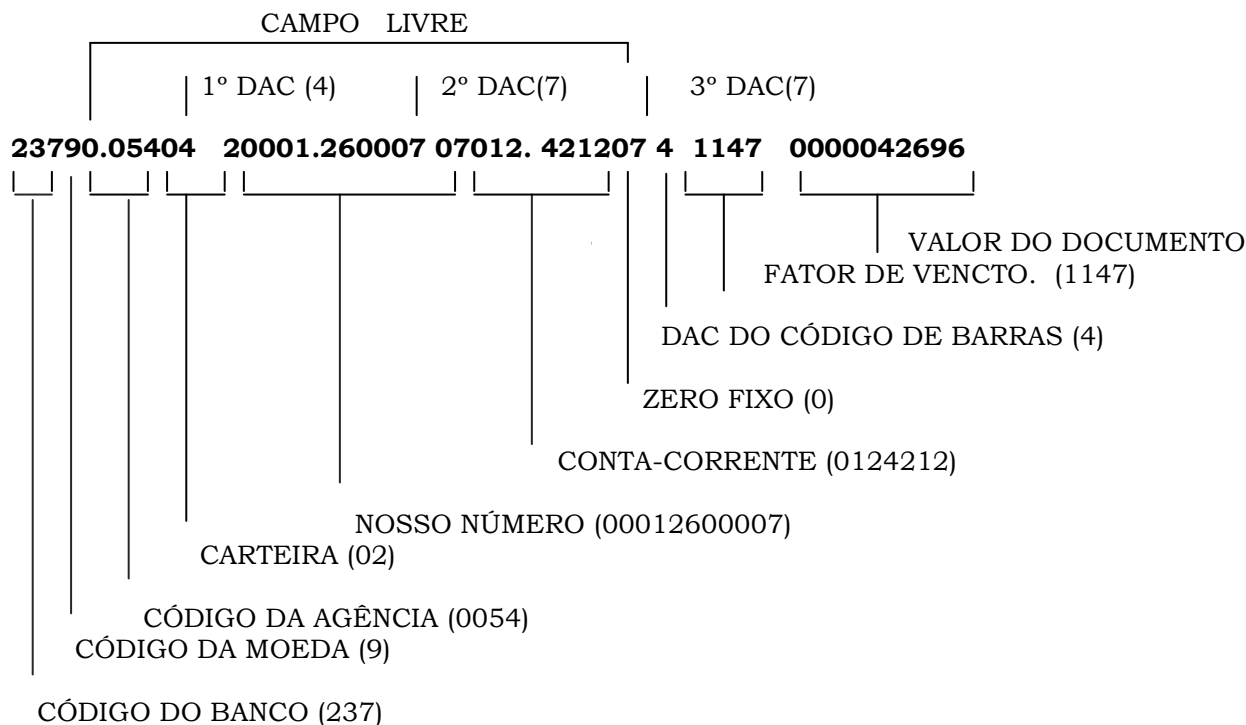 CAMPO LIVRE
1º DAC (4) 2º DAC(7) 3º DAC(7)
23790.05404 20001.260007 07012. 421207 4 1147 0000042696
VALOR DO DOCUMENTO
FATOR DE VENCTO. (1147)
DAC DO CÓDIGO DE BARRAS (4)
ZERO FIXO (0)
CONTA-CORRENTE (0124212)
NOSSO NÚMERO (00012600007)
CARTEIRA (02)
CÓDIGO DA AGÊNCIA (0054)
CÓDIGO DA MOEDA (9)
CÓDIGO DO BANCO (237)